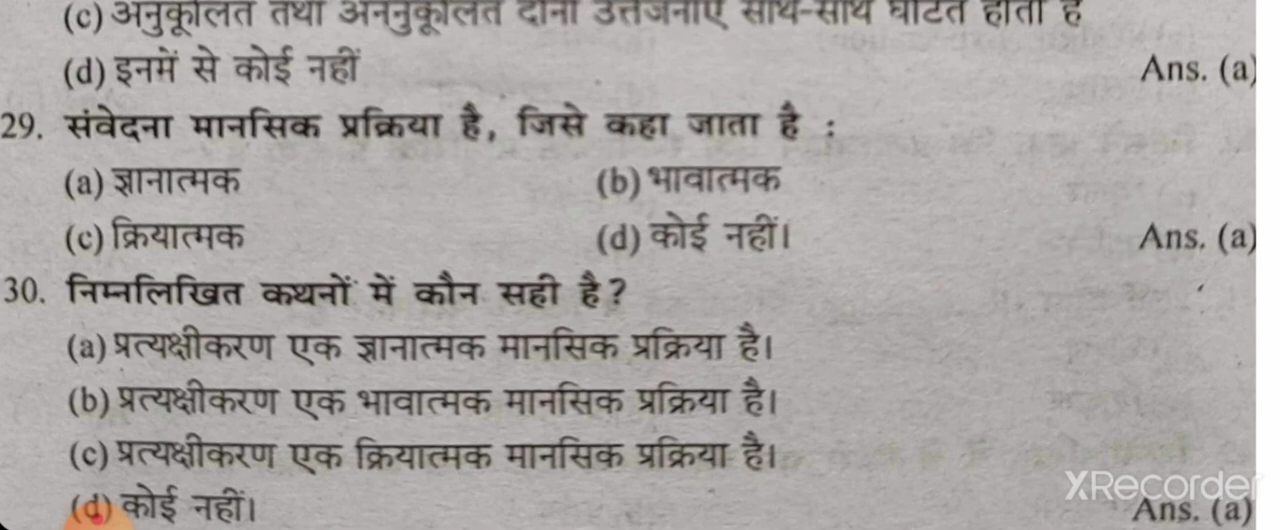 (c) अनुकूलित तथा अननुकूलित दोनों उत्तेजनाएँ साथ-साथ घटित होती हैं
(d) इनमें से कोई नहीं Ans. (a)
29. संवेदना मानसिक प्रक्रिया है, जिसे कहा जाता है :
(a) ज्ञानात्मक (b) भावात्मक
(c) क्रियात्मक (d) कोई नहीं। Ans. (a)
30. निम्नलिखित कथनों में कौन सही है?
(a) प्रत्यक्षीकरण एक ज्ञानात्मक मानसिक प्रक्रिया है।
(b) प्रत्यक्षीकरण एक भावात्मक मानसिक प्रक्रिया है।
(c) प्रत्यक्षीकरण एक क्रियात्मक मानसिक प्रक्रिया है।
XRecorder
(d) कोई नहीं। Ans. (a)